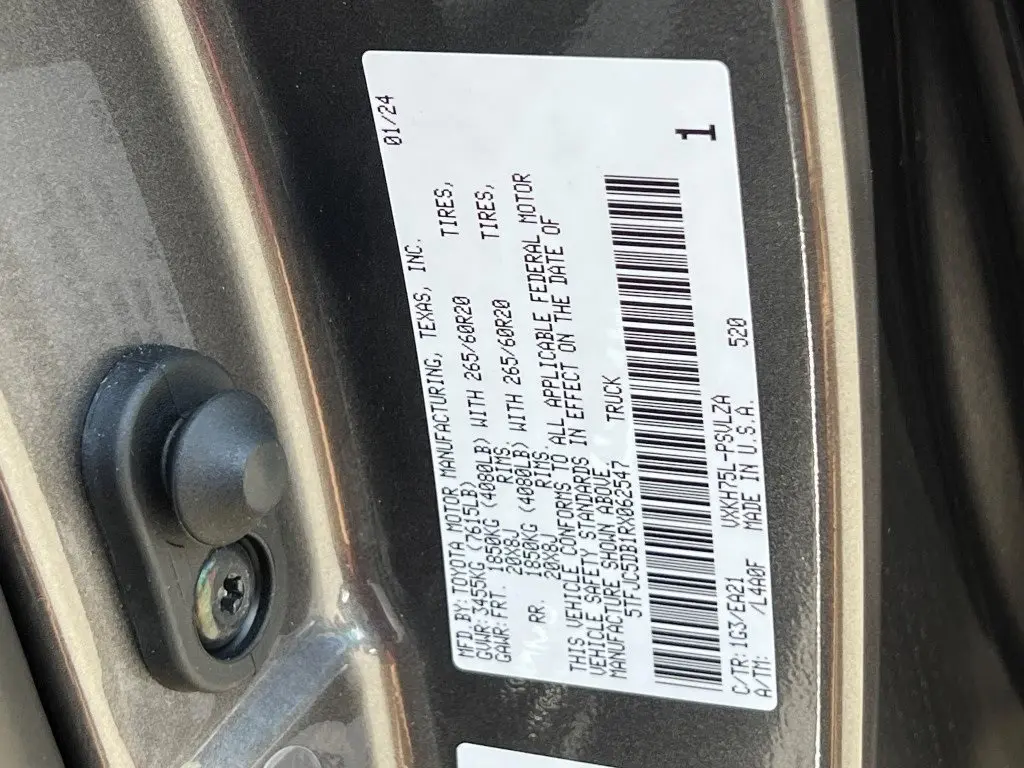 MFD.BY:TOYOTA MOTOR MANUFACTURING, TEXAS, INC. 01/24
GVWR:3455KG (7615LB)
GAWR:FRT. 1850KG (4080LB) WITH 265/60R20 TIRES,
20X8J RIMS.
RR. 1850KG (4080LB) WITH 265/60R20 TIRES,
20X8J RIMS.
THIS VEHICLE CONFORMS TO ALL APPLICABLE FEDERAL MOTOR
VEHICLE SAFETY STANDARDS IN EFFECT ON THE DATE OF
MANUFACTURE SHOWN ABOVE.
5TFJC5DB1RX062547 TRUCK
1
C/TR:1G3/EA21 VXKH75L-PSVLZA 520
A/TM: /L4A0F MADE IN U.S.A.